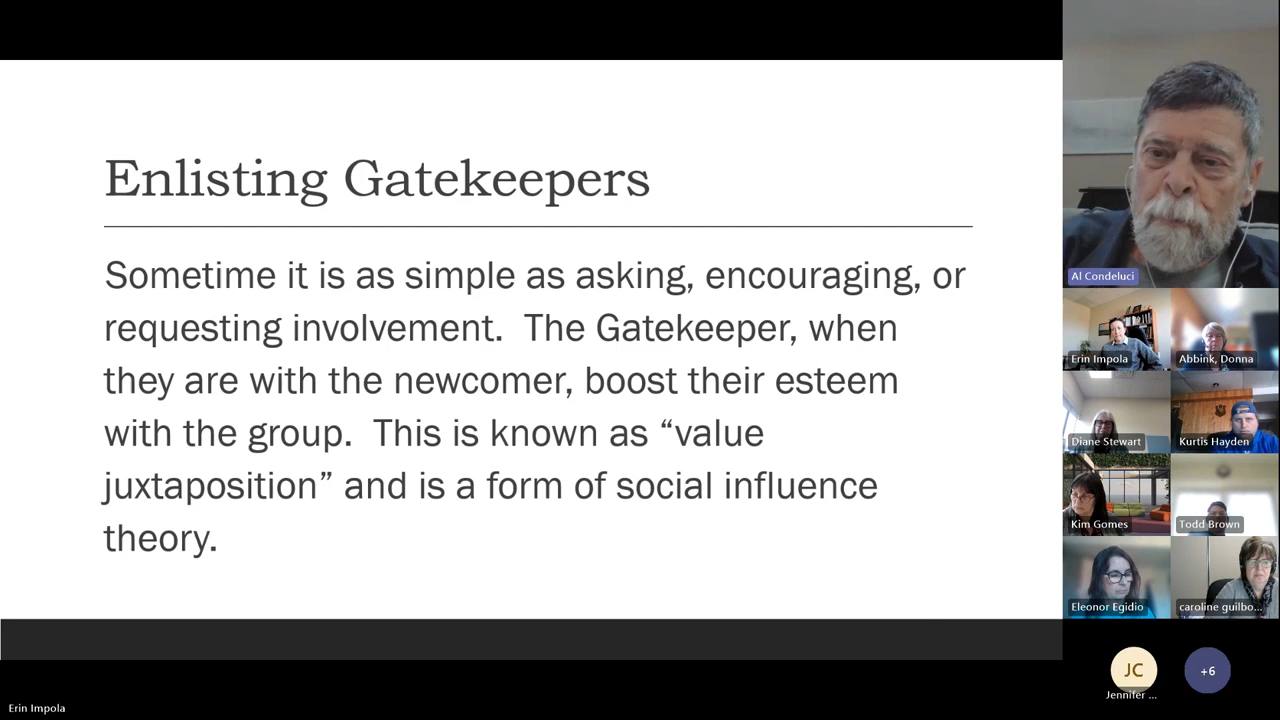 Enlisting Gatekeepers
Sometime it is as simple as asking, encouraging, or
requesting involvement.  The Gatekeeper, when
they are with the newcomer, boost their esteem
with the group.  This is known as “value
juxtaposition” and is a form of social influence
theory.
Al Condeluci
Erin Impola
Abbink, Donna
Diane Stewart
Kurtis Hayden
Kim Gomes
Todd Brown
Eleonor Egidio
caroline guilbo...
JC
+6
Jennifer ...
Erin Impola